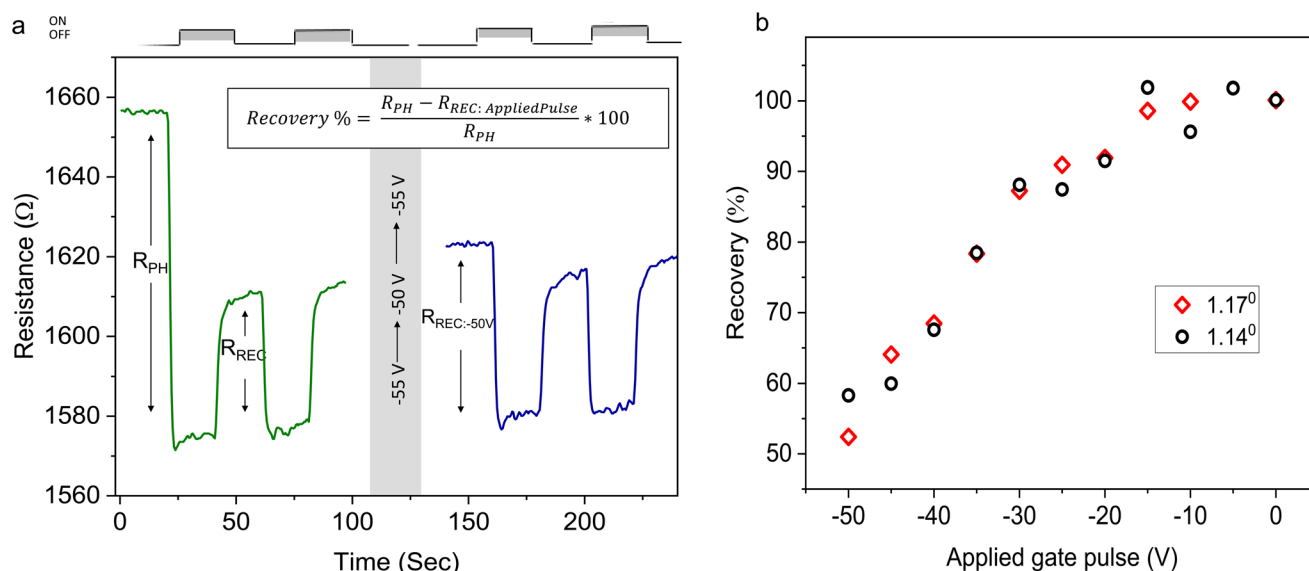 a
ON
OFF
Recovery % = (R_PH − R_REC: AppliedPulse) / R_PH * 100
R_PH
R_REC
-55 V → -50 V → -55 V
R_REC:-50V
1660
1640
1620
1600
1580
1560
Resistance (Ω)
0 50 100 150 200
Time (Sec)
b
100
90
80
70
60
50
Recovery (%)
1.17⁰
1.14⁰
-50 -40 -30 -20 -10 0
Applied gate pulse (V)